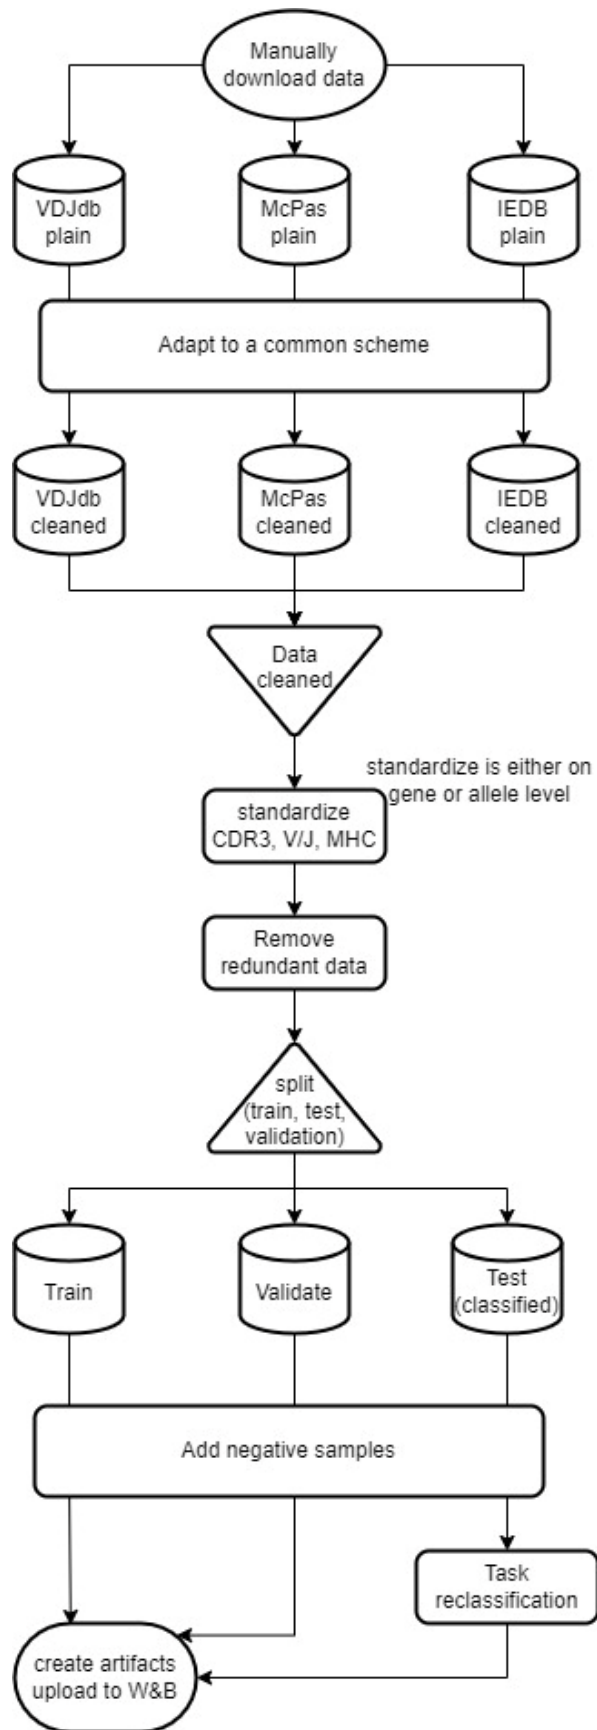 Manually
download data
VDJdb
plain
McPas
plain
IEDB
plain
Adapt to a common scheme
VDJdb
cleaned
McPas
cleaned
IEDB
cleaned
Data
cleaned
standardize is either on
gene or allele level
standardize
CDR3, V/J, MHC
Remove
redundant data
split
(train, test,
validation)
Train
Validate
Test
(classified)
Add negative samples
Task
reclassification
create artifacts
upload to W&B